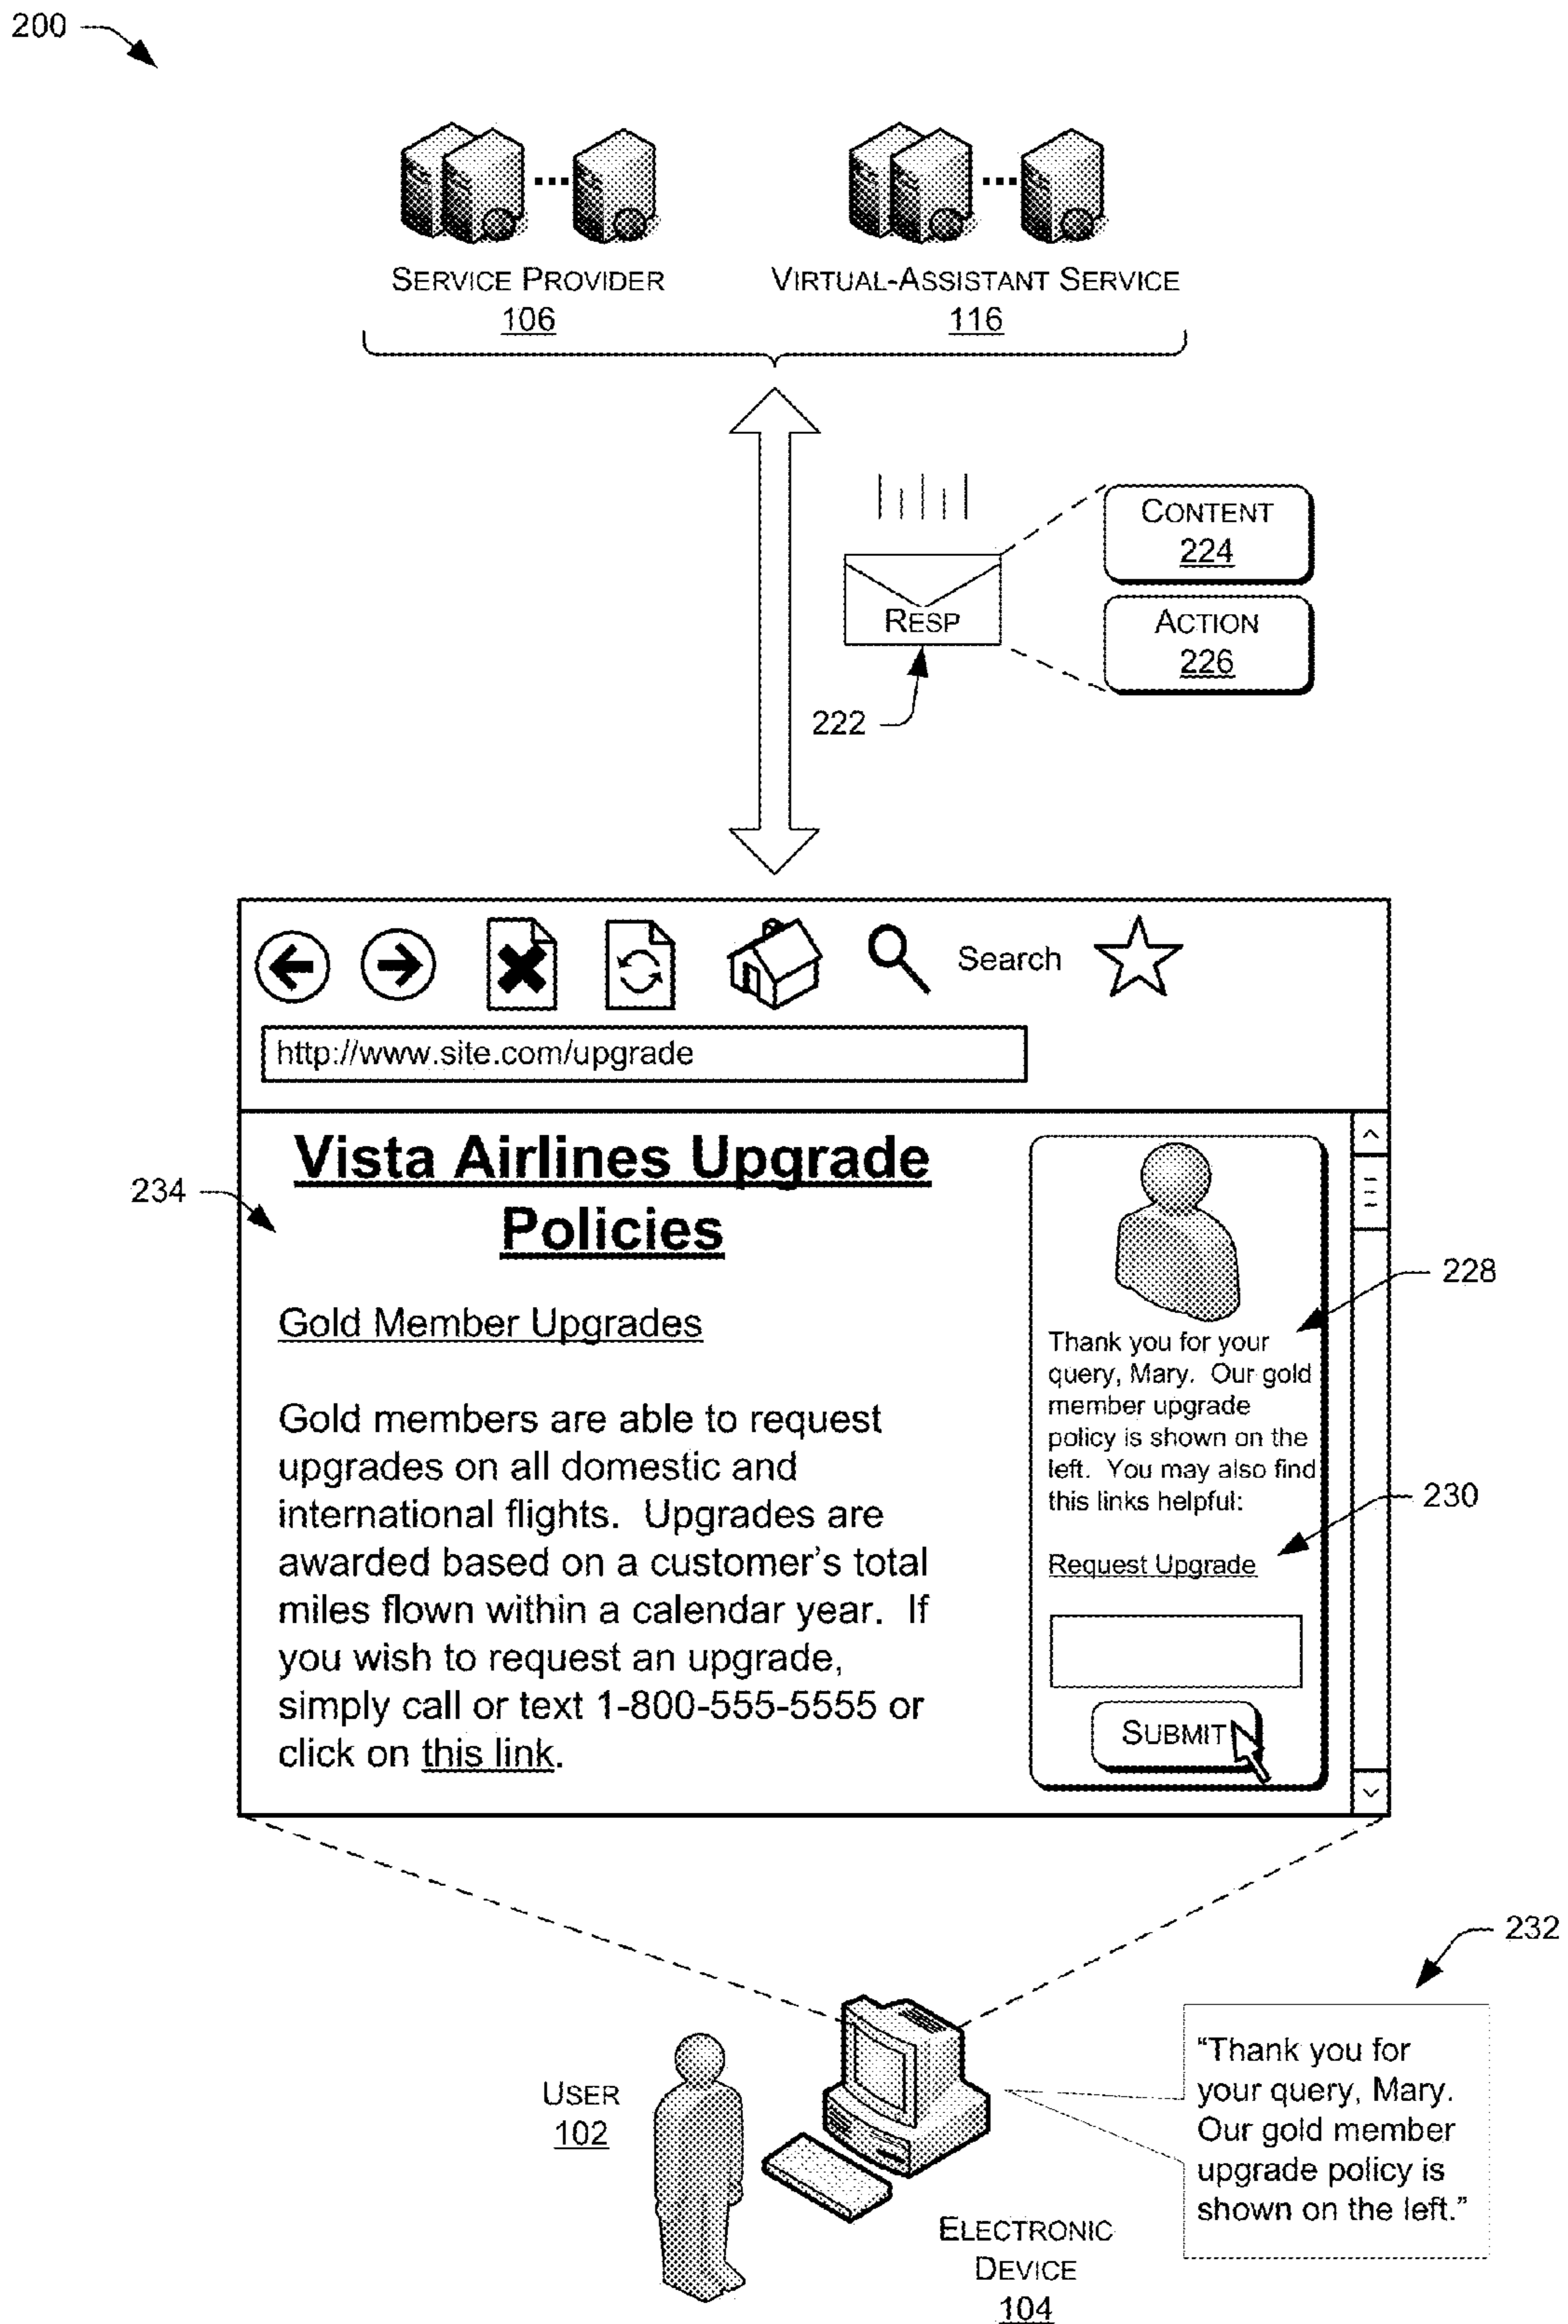 200
SERVICE PROVIDER
106
VIRTUAL-ASSISTANT SERVICE
116
CONTENT
224
RESP
ACTION
226
222
Search
http://www.site.com/upgrade
234
Vista Airlines Upgrade
Policies
Gold Member Upgrades
Gold members are able to request
upgrades on all domestic and
international flights. Upgrades are
awarded based on a customer's total
miles flown within a calendar year. If
you wish to request an upgrade,
simply call or text 1-800-555-5555 or
click on this link.
228
Thank you for your
query, Mary. Our gold
member upgrade
policy is shown on the
left. You may also find
this links helpful:
230
Request Upgrade
SUBMIT
232
USER
102
ELECTRONIC
DEVICE
104
“Thank you for
your query, Mary.
Our gold member
upgrade policy is
shown on the left.”